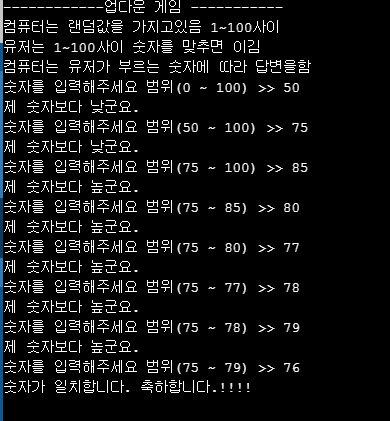 ------------업다운 게임 -----------
컴퓨터는 랜덤값을 가지고있음 1~100사이
유저는 1~100사이 숫자를 맞추면 이김
컴퓨터는 유저가 부르는 숫자에 따라 답변을함
숫자를 입력해주세요 범위(0 ~ 100) >> 50
제 숫자보다 낮군요.
숫자를 입력해주세요 범위(50 ~ 100) >> 75
제 숫자보다 낮군요.
숫자를 입력해주세요 범위(75 ~ 100) >> 85
제 숫자보다 높군요.
숫자를 입력해주세요 범위(75 ~ 85) >> 80
제 숫자보다 높군요.
숫자를 입력해주세요 범위(75 ~ 80) >> 77
제 숫자보다 높군요.
숫자를 입력해주세요 범위(75 ~ 77) >> 78
제 숫자보다 높군요.
숫자를 입력해주세요 범위(75 ~ 78) >> 79
제 숫자보다 높군요.
숫자를 입력해주세요 범위(75 ~ 79) >> 76
숫자가 일치합니다. 축하합니다.!!!!